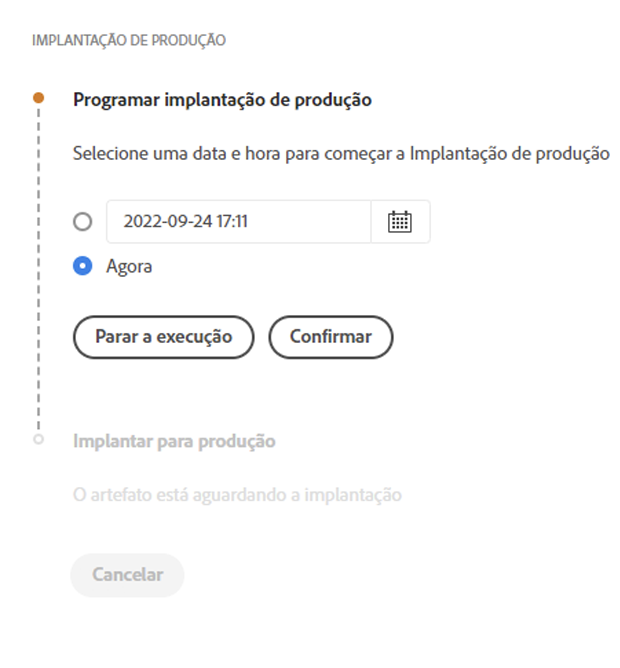 IMPLANTAÇÃO DE PRODUÇÃO
Programar implantação de produção
Selecione uma data e hora para começar a Implantação de produção
2022-09-24 17:11
Agora
Parar a execução
Confirmar
Implantar para produção
O artefato está aguardando a implantação
Cancelar